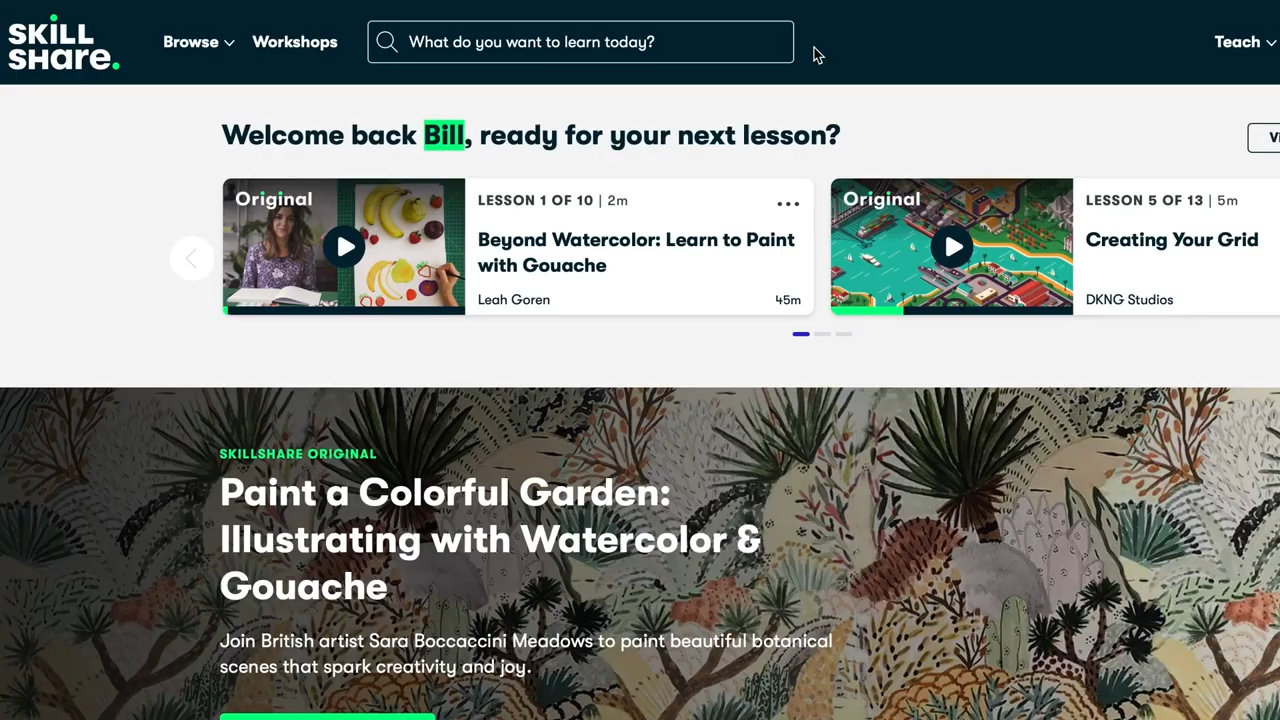 SKILL
SHARE.
Browse
Workshops
What do you want to learn today?
Teach
Welcome back Bill, ready for your next lesson?
Original
LESSON 1 OF 10 | 2m
Beyond Watercolor: Learn to Paint
with Gouache
Leah Goren
45m
Original
LESSON 5 OF 13 | 5m
Creating Your Grid
DKNG Studios
SKILLSHARE ORIGINAL
Paint a Colorful Garden:
Illustrating with Watercolor &
Gouache
Join British artist Sara Boccaccini Meadows to paint beautiful botanical
scenes that spark creativity and joy.